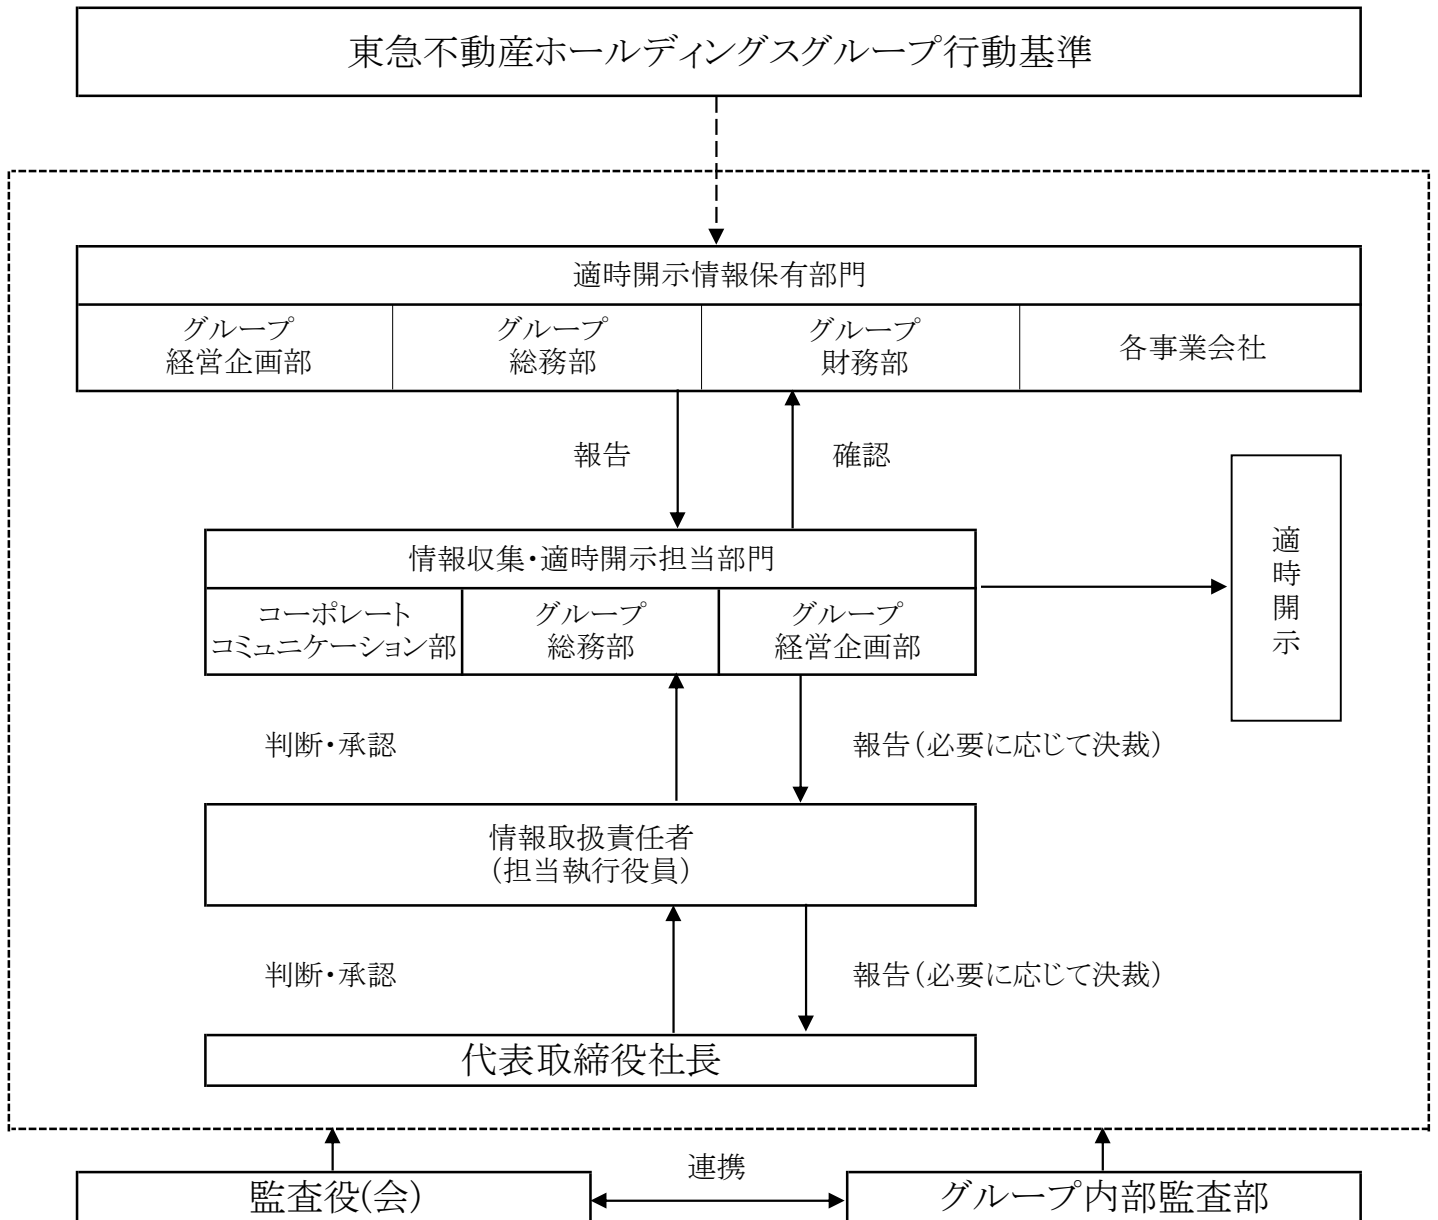 東急不動産ホールディングスグループ行動基準
適時開示情報保有部門
グループ
経営企画部
グループ
総務部
グループ
財務部
各事業会社
報告
確認
情報収集・適時開示担当部門
コーポレート
コミュニケーション部
グループ
総務部
グループ
経営企画部
適時開示
判断・承認
報告(必要に応じて決裁)
情報取扱責任者
(担当執行役員)
判断・承認
報告(必要に応じて決裁)
代表取締役社長
連携
監査役(会)
グループ内部監査部